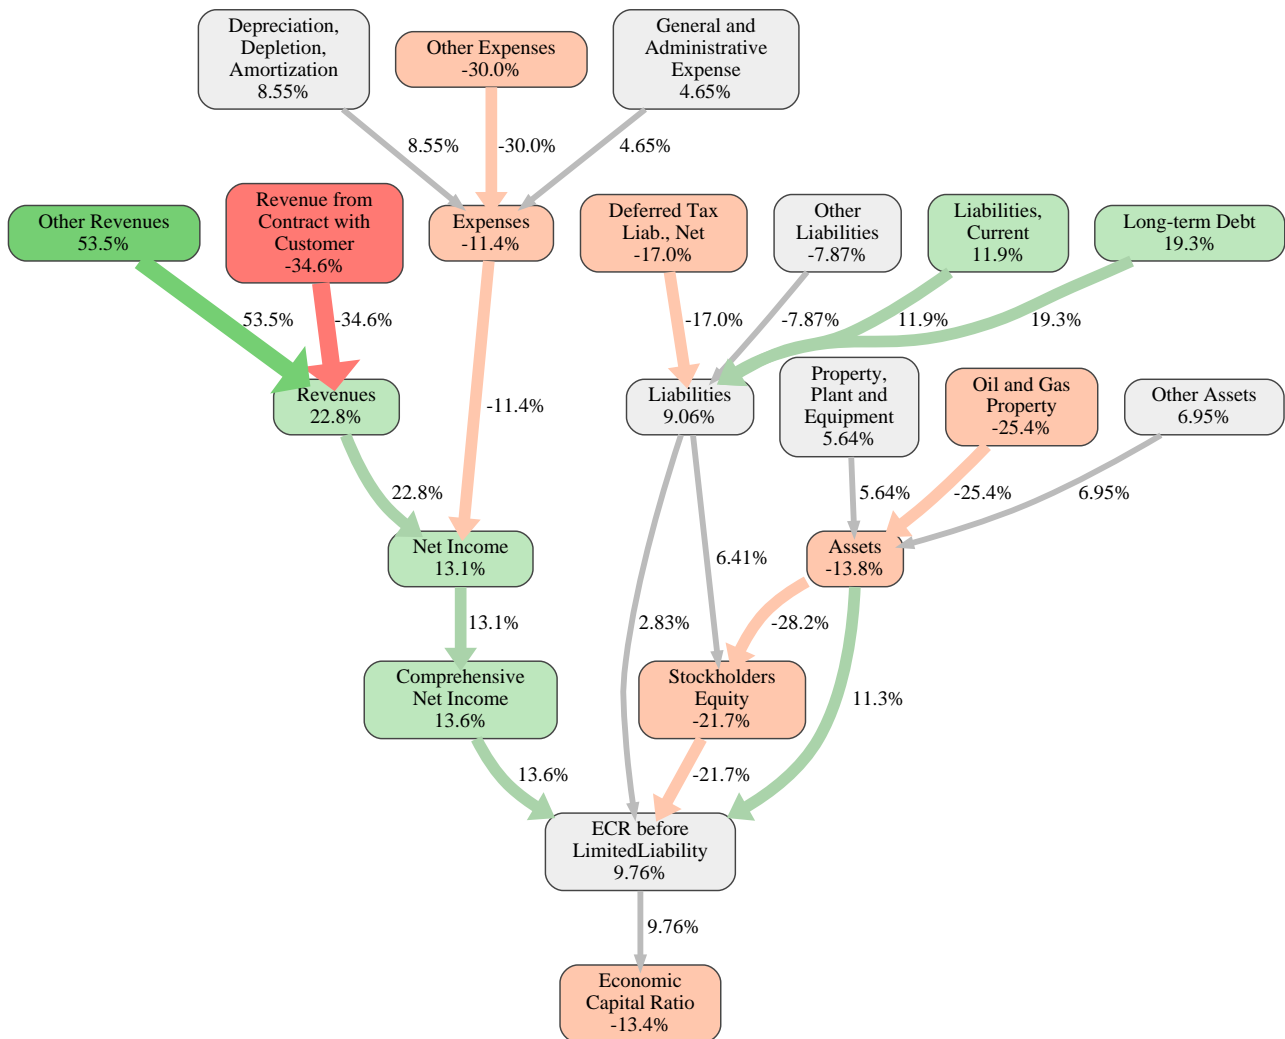 Depreciation,
Depletion,
Amortization
8.55%
Other Expenses
-30.0%
General and
Administrative
Expense
4.65%
8.55%
-30.0%
4.65%
Other Revenues
53.5%
Revenue from
Contract with
Customer
-34.6%
Expenses
-11.4%
Deferred Tax
Liab., Net
-17.0%
Other
Liabilities
-7.87%
Liabilities,
Current
11.9%
Long-term Debt
19.3%
53.5%
-34.6%
-17.0%
-7.87%
11.9%
19.3%
Revenues
22.8%
-11.4%
Liabilities
9.06%
Property,
Plant and
Equipment
5.64%
Oil and Gas
Property
-25.4%
Other Assets
6.95%
22.8%
5.64%
-25.4%
6.95%
Net Income
13.1%
6.41%
Assets
-13.8%
13.1%
2.83%
-28.2%
Comprehensive
Net Income
13.6%
Stockholders
Equity
-21.7%
11.3%
13.6%
-21.7%
ECR before
LimitedLiability
9.76%
9.76%
Economic
Capital Ratio
-13.4%